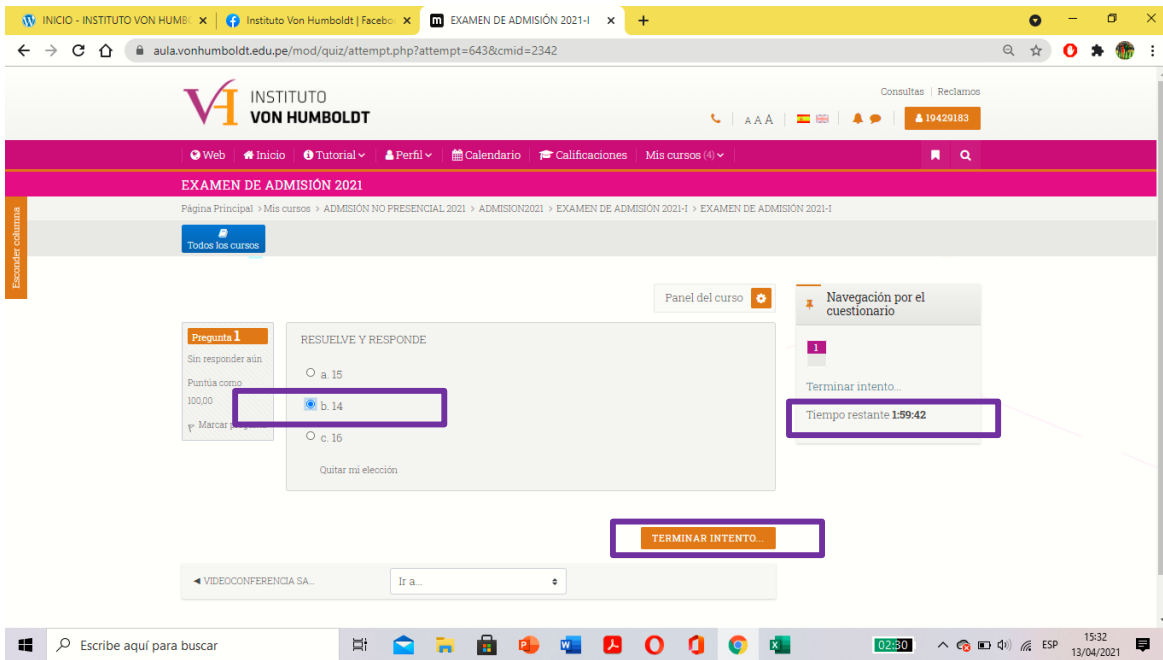 INICIO - INSTITUTO VON HUMBO
Instituto Von Humboldt | Faceboo
EXAMEN DE ADMISIÓN 2021-I
aula.vonhumboldt.edu.pe/mod/quiz/attempt.php?attempt=643&cmid=2342
INSTITUTO
VON HUMBOLDT
Consultas | Reclamos
A A A
19429183
Web
Inicio
Tutorial
Perfil
Calendario
Calificaciones
Mis cursos (4)
EXAMEN DE ADMISIÓN 2021
Página Principal > Mis cursos > ADMISIÓN NO PRESENCIAL 2021 > ADMISION2021 > EXAMEN DE ADMISIÓN 2021-I > EXAMEN DE ADMISIÓN 2021-I
Esconder columna
Todos los cursos
Panel del curso
Pregunta 1
Sin responder aún
Puntúa como
100,00
Marcar
RESUELVE Y RESPONDE
a. 15
b. 14
c. 16
Quitar mi elección
Navegación por el
cuestionario
1
Terminar intento...
Tiempo restante 1:59:42
TERMINAR INTENTO...
◄ VIDEOCONFERENCIA SA...
Ir a...
Escribe aquí para buscar
02:30
ESP
15:32
13/04/2021